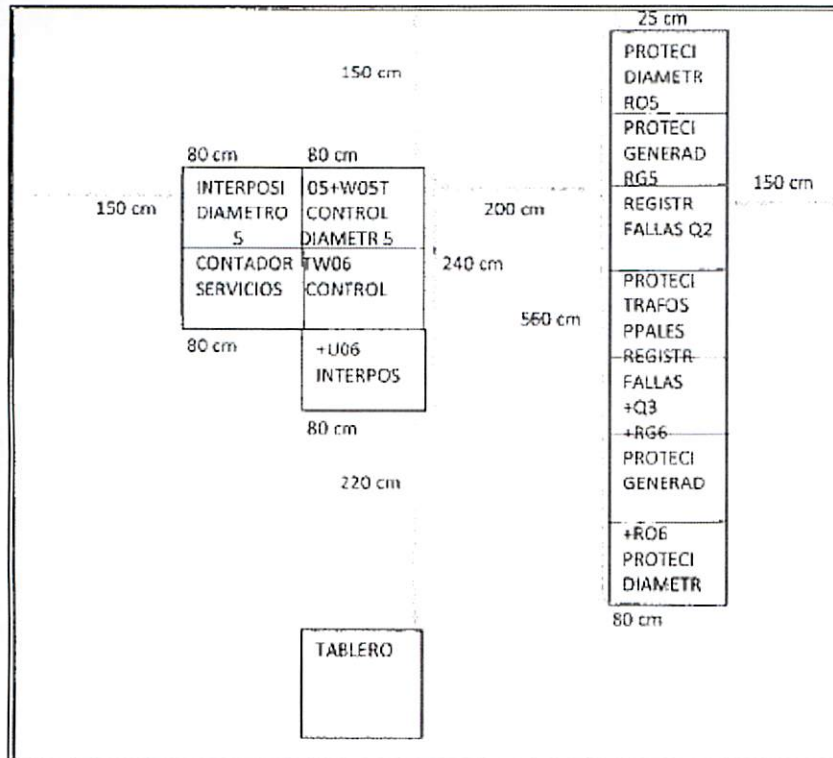 25 cm
150 cm
PROTECI
DIAMETR
RO5
PROTECI
GENERAD
RG5
REGISTR
FALLAS Q2
PROTECI
TRAFOS
PPALES
REGISTR
FALLAS
+Q3
+RG6
PROTECI
GENERAD
+RO6
PROTECI
DIAMETR
80 cm
150 cm
80 cm
80 cm
150 cm
INTERPOSI
DIAMETRO
5
05+W05T
CONTROL
DIAMETR 5
200 cm
CONTADOR
SERVICIOS
TW06
CONTROL
240 cm
560 cm
80 cm
+U06
INTERPOS
80 cm
220 cm
TABLERO